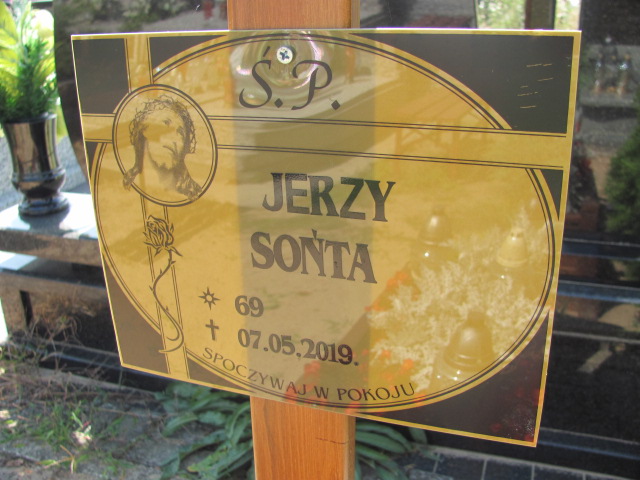 Ś.P.
JERZY
SOŃTA
69
07.05.2019.
SPOCZYWAJ W POKOJU